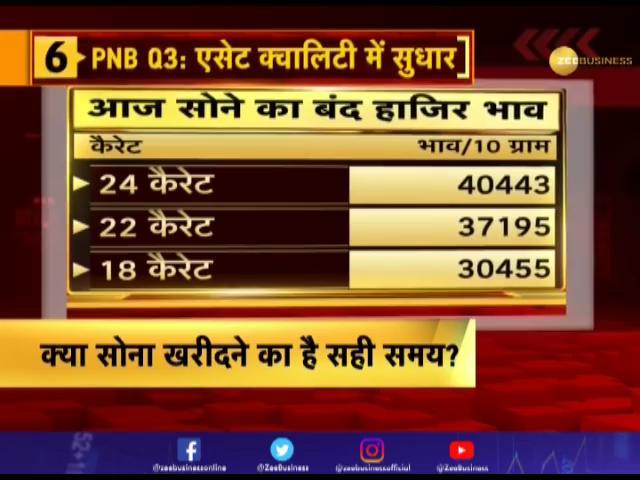 6 PNB Q3: एसेट क्वालिटी में सुधार
ZEEBUSINESS
आज सोने का बंद हाजिर भाव
कैरेट भाव/10 ग्राम
24 कैरेट 40443
22 कैरेट 37195
18 कैरेट 30455
क्या सोना खरीदने का है सही समय?
@zeebusinessonline @ZeeBusiness @zeebusinessofficial @ZeeBusiness